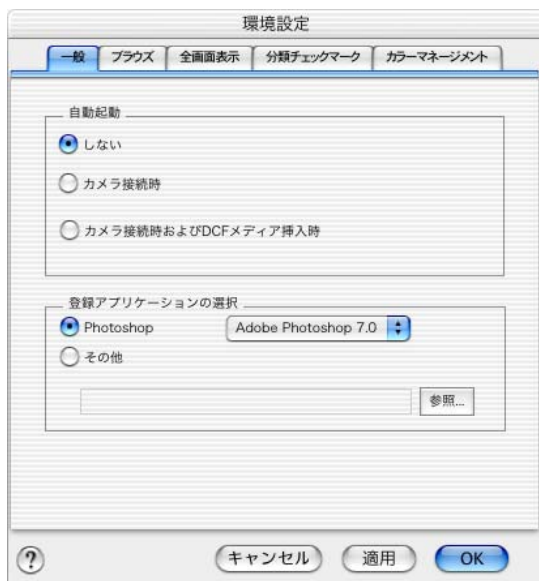 環境設定
一般 ブラウズ 全画面表示 分類チェックマーク カラーマネージメント
自動起動
しない
カメラ接続時
カメラ接続時およびDCFメディア挿入時
登録アプリケーションの選択
Photoshop Adobe Photoshop 7.0
その他
参照...
? キャンセル 適用 OK